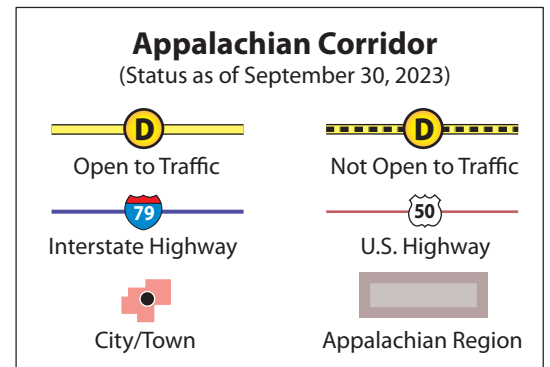 Appalachian Corridor
(Status as of September 30, 2023)
D D
Open to Traffic Not Open to Traffic
79 50
Interstate Highway U.S. Highway
City/Town Appalachian Region